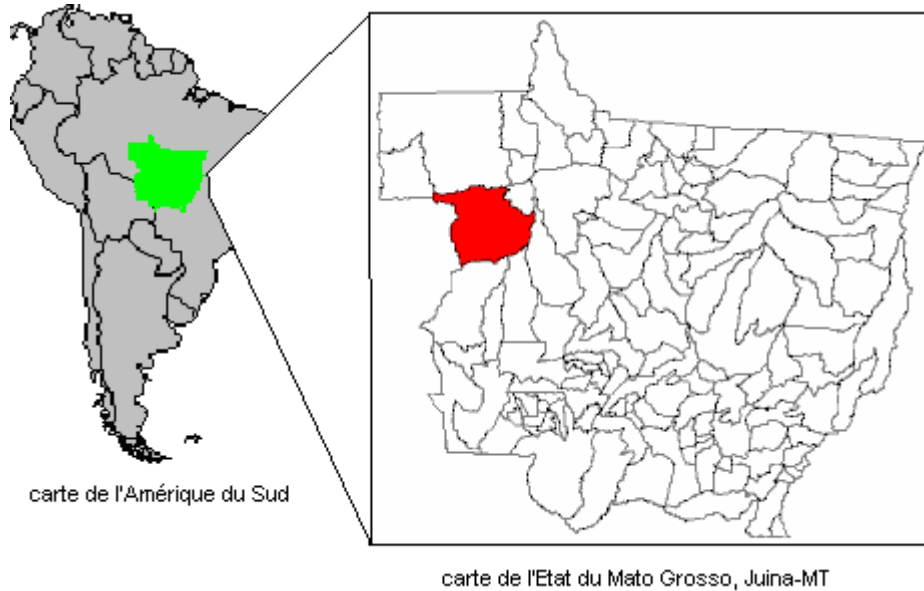 carte de l'Amérique du Sud
carte de l'Etat du Mato Grosso, Juina-MT